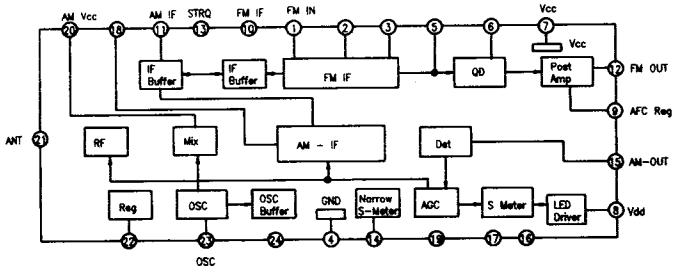 AM Vcc AM IF STRQ FM IF FM IN Vcc
20 18 11 13 10 1 2 3 5 6 7
Vcc
IF Buffer IF Buffer FM IF QD Post Amp 12 FM OUT
9 AFC Reg
ANT 21 RF Mix AM - IF Det
15 AM-OUT
Reg OSC OSC Buffer GND Narrow S-Meter AGC S Meter LED Driver 8 Vdd
22 23 24 4 14 19 17 16
OSC